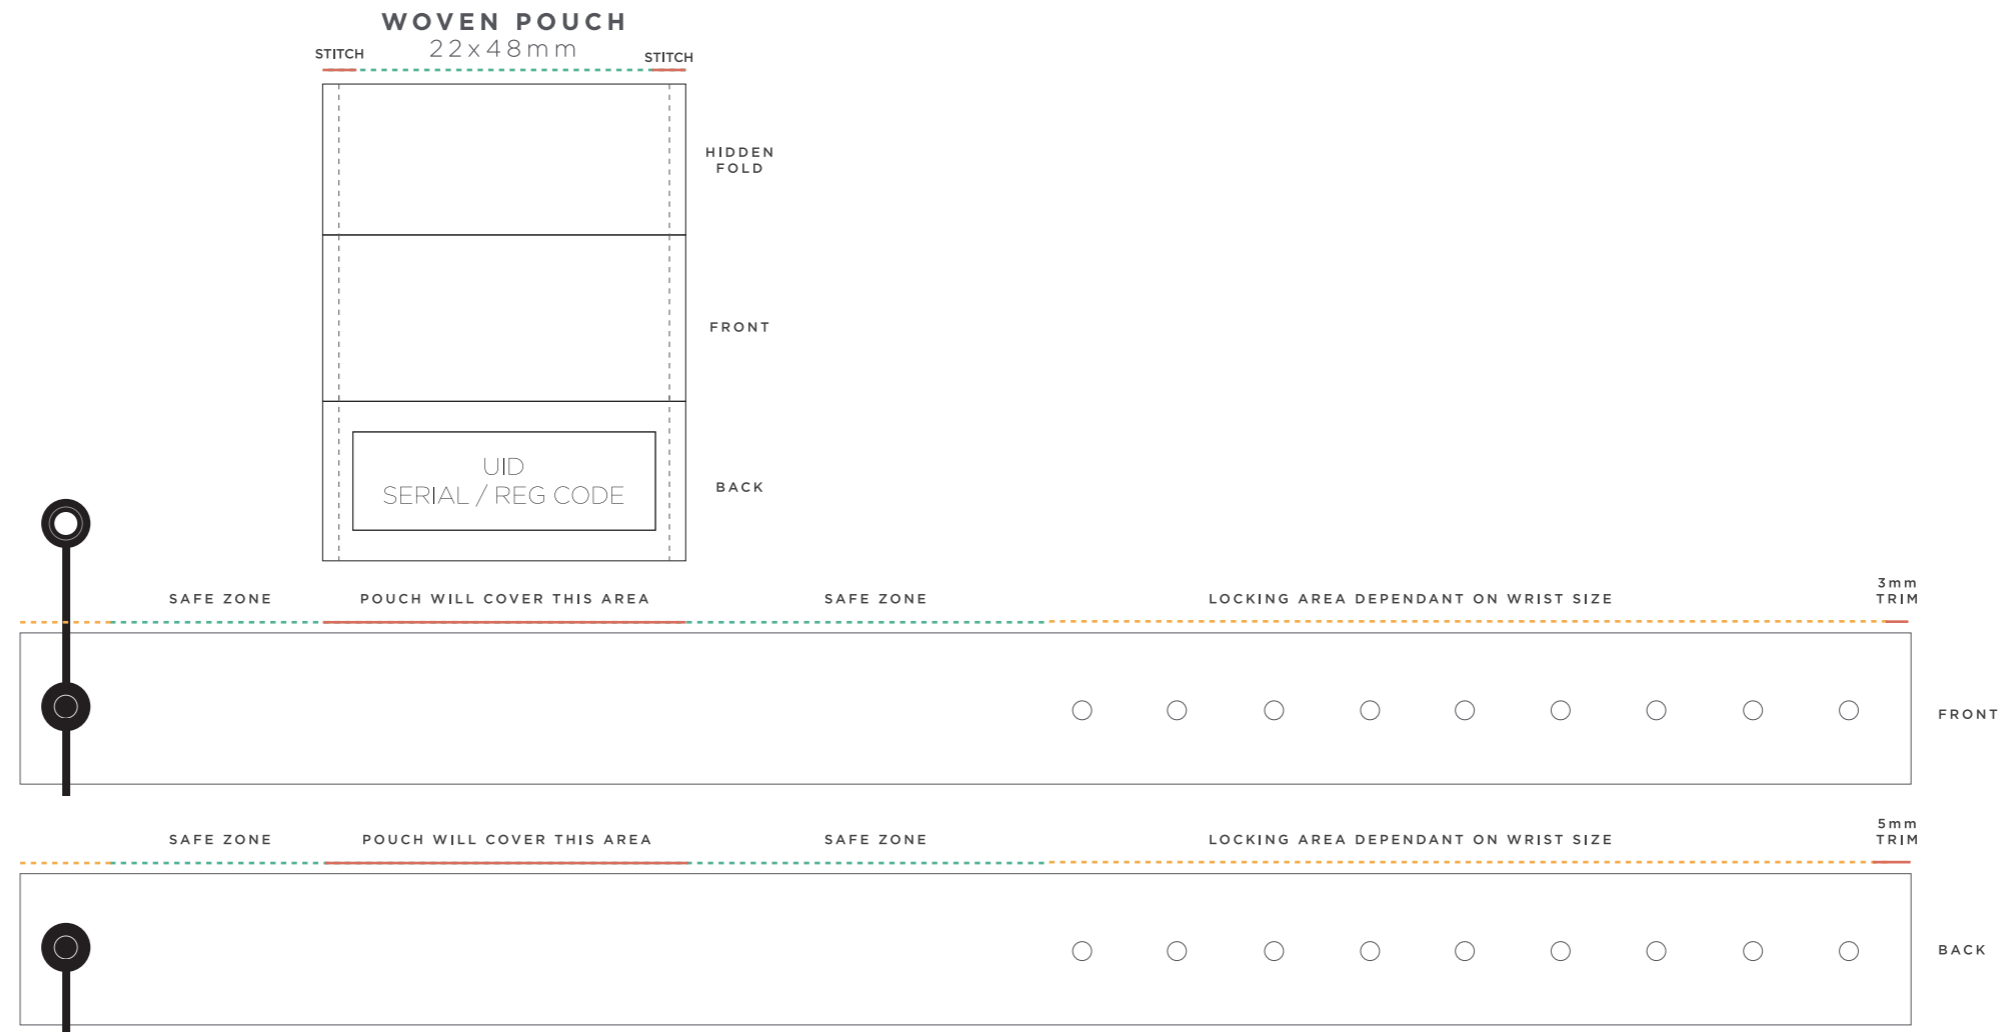 WOVEN POUCH
22x48mm
STITCH
STITCH
HIDDEN
FOLD
FRONT
UID
SERIAL / REG CODE
BACK
SAFE ZONE
POUCH WILL COVER THIS AREA
SAFE ZONE
LOCKING AREA DEPENDANT ON WRIST SIZE
3mm
TRIM
FRONT
SAFE ZONE
POUCH WILL COVER THIS AREA
SAFE ZONE
LOCKING AREA DEPENDANT ON WRIST SIZE
5mm
TRIM
BACK